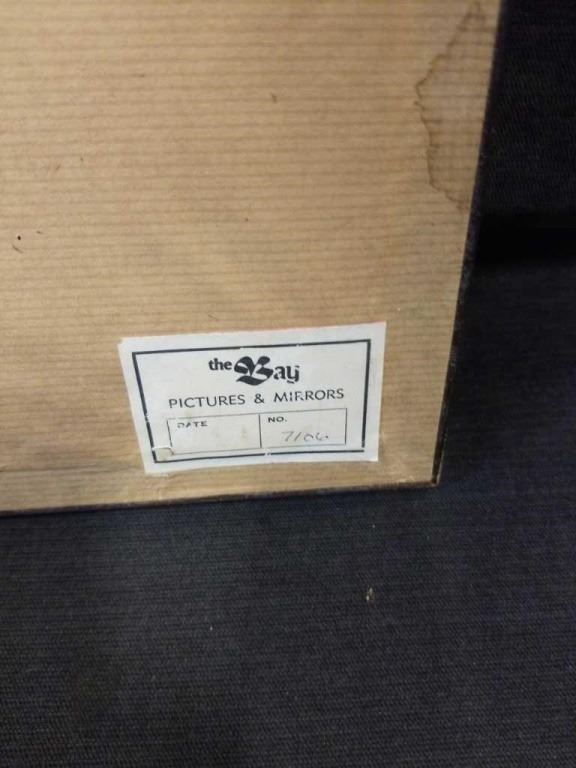 the Bay
PICTURES & MIRRORS
DATE NO.
7106